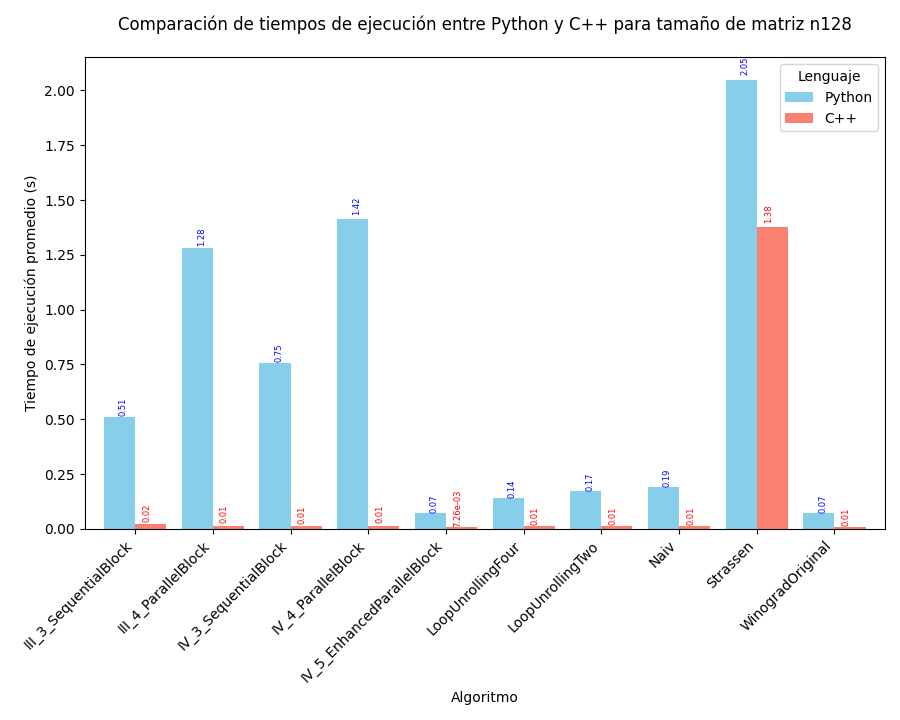 Comparación de tiempos de ejecución entre Python y C++ para tamaño de matriz n128
Lenguaje
Python
C++
Tiempo de ejecución promedio (s)
2.00
1.75
1.50
1.25
1.00
0.75
0.50
0.25
0.00
0.51
1.28
0.75
1.42
0.07
0.14
0.17
0.19
2.05
0.07
0.02
0.01
0.01
0.01
7.26e-03
0.01
0.01
0.01
1.38
0.01
III_3_SequentialBlock
III_4_ParallelBlock
IV_3_SequentialBlock
IV_4_ParallelBlock
IV_5_EnhancedParallelBlock
LoopUnrollingFour
LoopUnrollingTwo
Naiv
Strassen
WinogradOriginal
Algoritmo